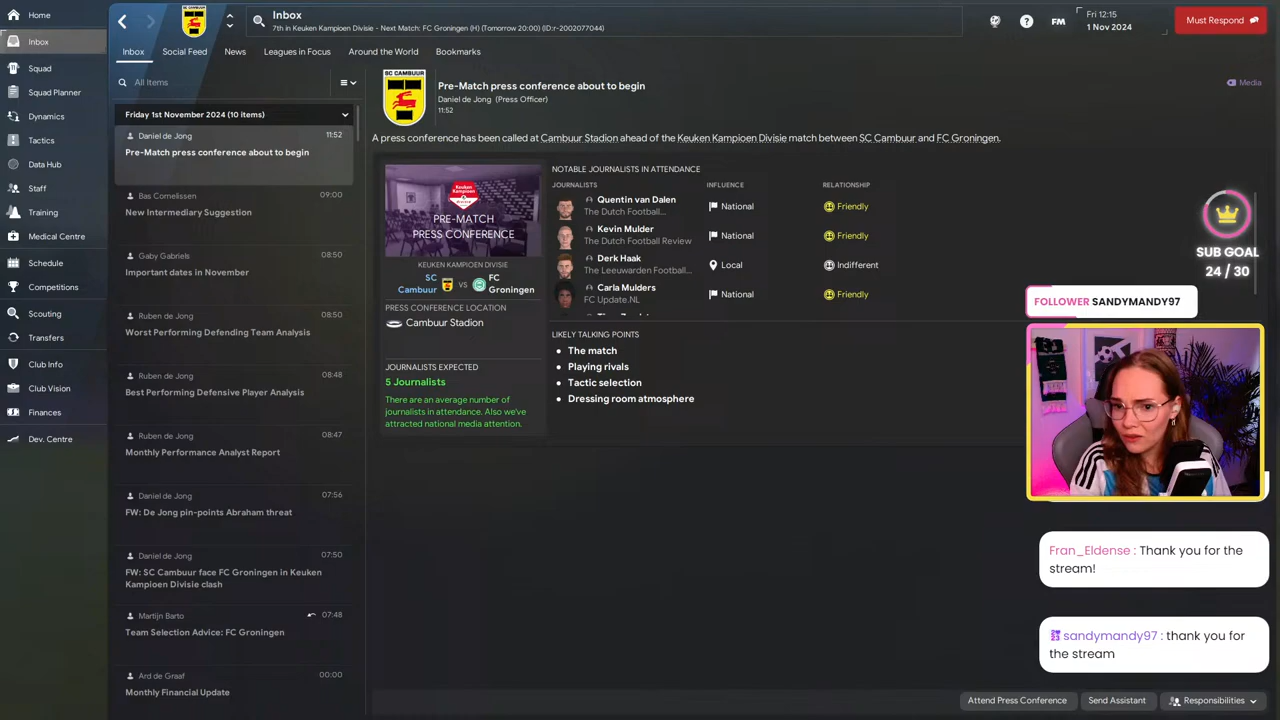 Inbox
7th in Keuken Kampioen Divisie - Next Match: FC Groningen (H) (Tomorrow 20:00) (ID:r-2002077044)
FM
Fri 12:15
1 Nov 2024
Must Respond
Inbox
Social Feed
News
Leagues in Focus
Around the World
Bookmarks
Home
Inbox
Squad
Squad Planner
Dynamics
Tactics
Data Hub
Staff
Training
Medical Centre
Schedule
Competitions
Scouting
Transfers
Club Info
Club Vision
Finances
Dev. Centre
All Items
Friday 1st November 2024 (10 items)
Daniel de Jong 11:52
Pre-Match press conference about to begin
Bas Cornelissen 09:00
New Intermediary Suggestion
Gaby Gabriels 08:50
Important dates in November
Ruben de Jong 08:50
Worst Performing Defending Team Analysis
Ruben de Jong 08:48
Best Performing Defensive Player Analysis
Ruben de Jong 08:47
Monthly Performance Analyst Report
Daniel de Jong 07:56
FW: De Jong pin-points Abraham threat
Daniel de Jong 07:50
FW: SC Cambuur face FC Groningen in Keuken
Kampioen Divisie clash
Martijn Barto 07:48
Team Selection Advice: FC Groningen
Ard de Graaf 00:00
Monthly Financial Update
SC CAMBUUR
Pre-Match press conference about to begin
Daniel de Jong (Press Officer)
11:52
Media
A press conference has been called at Cambuur Stadion ahead of the Keuken Kampioen Divisie match between SC Cambuur and FC Groningen.
Keuken
Kampioen
PRE-MATCH
PRESS CONFERENCE
KEUKEN KAMPIOEN DIVISIE
SC
Cambuur
VS
FC
Groningen
PRESS CONFERENCE LOCATION
Cambuur Stadion
JOURNALISTS EXPECTED
5 Journalists
There are an average number of
journalists in attendance. Also we've
attracted national media attention.
NOTABLE JOURNALISTS IN ATTENDANCE
JOURNALISTS INFLUENCE RELATIONSHIP
Quentin van Dalen
The Dutch Football...
National
Friendly
Kevin Mulder
The Dutch Football Review
National
Friendly
Derk Haak
The Leeuwarden Football...
Local
Indifferent
Carla Mulders
FC Update.NL
National
Friendly
LIKELY TALKING POINTS
The match
Playing rivals
Tactic selection
Dressing room atmosphere
SUB GOAL
24 / 30
FOLLOWER SANDYMANDY97
Fran_Eldense : Thank you for the
stream!
sandymandy97 : thank you for
the stream
Attend Press Conference
Send Assistant
Responsibilities